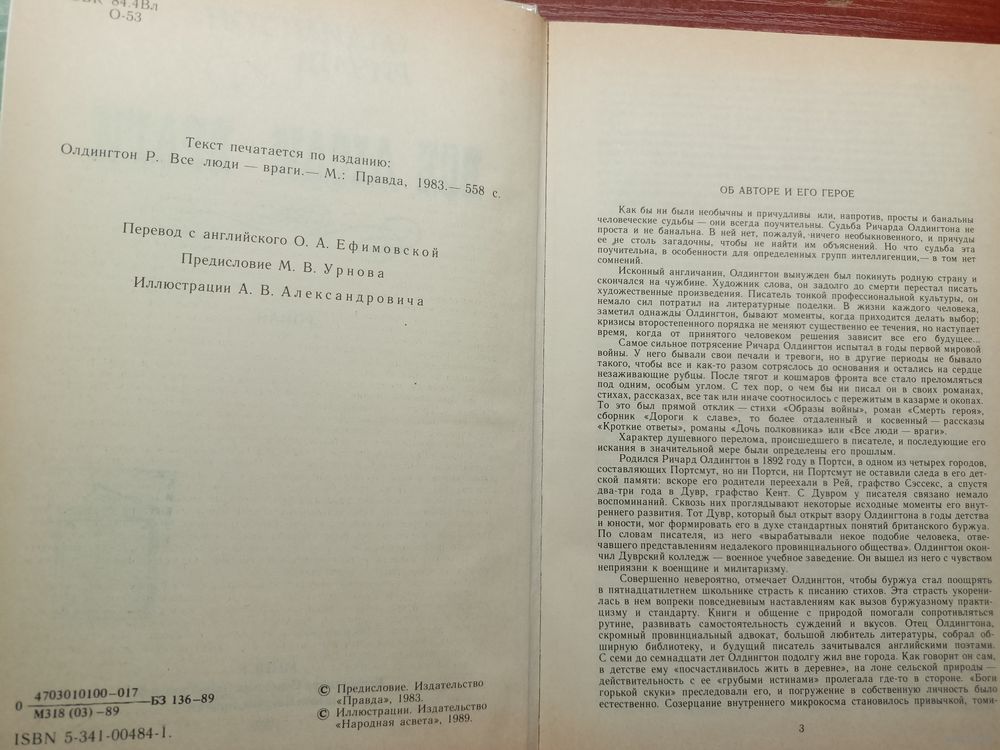 84.4Вл
О-53
Текст печатается по изданию:
Олдингтон Р. Все люди — враги.— М.: Правда, 1983.— 558 с.
Перевод с английского О. А. Ефимовской
Предисловие М. В. Урнова
Иллюстрации А. В. Александровича
4703010100—017
О ——— БЗ 136—89
М318 (03) —89
ISBN 5-341-00484-1.
© Предисловие. Издательство
«Правда», 1983.
© Иллюстрации. Издательство
«Народная асвета», 1989.
ОБ АВТОРЕ И ЕГО ГЕРОЕ
Как бы ни были необычны и причудливы или, напротив, просты и банальны
человеческие судьбы — они всегда поучительны. Судьба Ричарда Олдингтона не
проста и не банальна. В ней нет, пожалуй, ничего необыкновенного, и причуды
ее не столь загадочны, чтобы не найти им объяснений. Но что судьба эта
поучительна, в особенности для определенных групп интеллигенции,— в том нет
сомнений.
Исконный англичанин, Олдингтон вынужден был покинуть родную страну и
скончался на чужбине. Художник слова, он задолго до смерти перестал писать
художественные произведения. Писатель тонкой профессиональной культуры, он
немало сил потратил на литературные поделки. В жизни каждого человека,
заметил однажды Олдингтон, бывают моменты, когда приходится делать выбор;
кризисы второстепенного порядка не меняют существенно ее течения, но наступает
время, когда от принятого человеком решения зависит все его будущее...
Самое сильное потрясение Ричард Олдингтон испытал в годы первой мировой
войны. У него бывали свои печали и тревоги, но в другие периоды не бывало
такого, чтобы все и как-то разом сотряслось до основания и остались на сердце
незаживающие рубцы. После тягот и кошмаров фронта все стало преломляться
под одним, особым углом. С тех пор, о чем бы ни писал он в своих романах,
стихах, рассказах, все так или иначе соотносилось с пережитым в казарме и окопах.
То это был прямой отклик — стихи «Образы войны», роман «Смерть героя»,
сборник «Дороги к славе», то более отдаленный и косвенный — рассказы
«Кроткие ответы», романы «Дочь полковника» или «Все люди — враги».
Характер душевного перелома, происшедшего в писателе, и последующие его
искания в значительной мере были определены его прошлым.
Родился Ричард Олдингтон в 1892 году в Портси, в одном из четырех городов,
составляющих Портсмут, но ни Портси, ни Портсмут не оставили следа в его дет-
ской памяти: вскоре его родители переехали в Рей, графство Сэссекс, а спустя
два-три года в Дувр, графство Кент. С Дувром у писателя связано немало
воспоминаний. Сквозь них проглядывают некоторые исходные моменты его внут-
реннего развития. Тот Дувр, который был открыт взору Олдингтона в годы детства
и юности, мог формировать его в духе стандартных понятий британского буржуа.
По словам писателя, из него «вырабатывали некое подобие человека, отве-
чавшего представлениям недалекого провинциального общества». Олдингтон окон-
чил Дуврский колледж — военное учебное заведение. Он вышел из него с чувством
неприязни к военщине и милитаризму.
Совершенно невероятно, отмечает Олдингтон, чтобы буржуа стал поощрять
в пятнадцатилетнем школьнике страсть к писанию стихов. Эта страсть укорени-
лась в нем вопреки повседневным наставлениям как вызов буржуазному практи-
цизму и стандарту. Книги и общение с природой помогали сопротивляться
рутине, развивать самостоятельность суждений и вкусов. Отец Олдингтона,
скромный провинциальный адвокат, большой любитель литературы, собрал об-
ширную библиотеку, и будущий писатель зачитывался английскими поэтами.
С семи до семнадцати лет Олдингтон подолгу жил вне города. Как говорит он сам,
в детстве ему «посчастливилось жить в деревне», на лоне сельской природы —
действительность с ее «грубыми истинами» пролегала где-то в стороне. «Боги
горькой скуки» преследовали его, и погружение в собственную личность было
естественно. Созерцание внутреннего микрокосма становилось привычкой, томи-
3